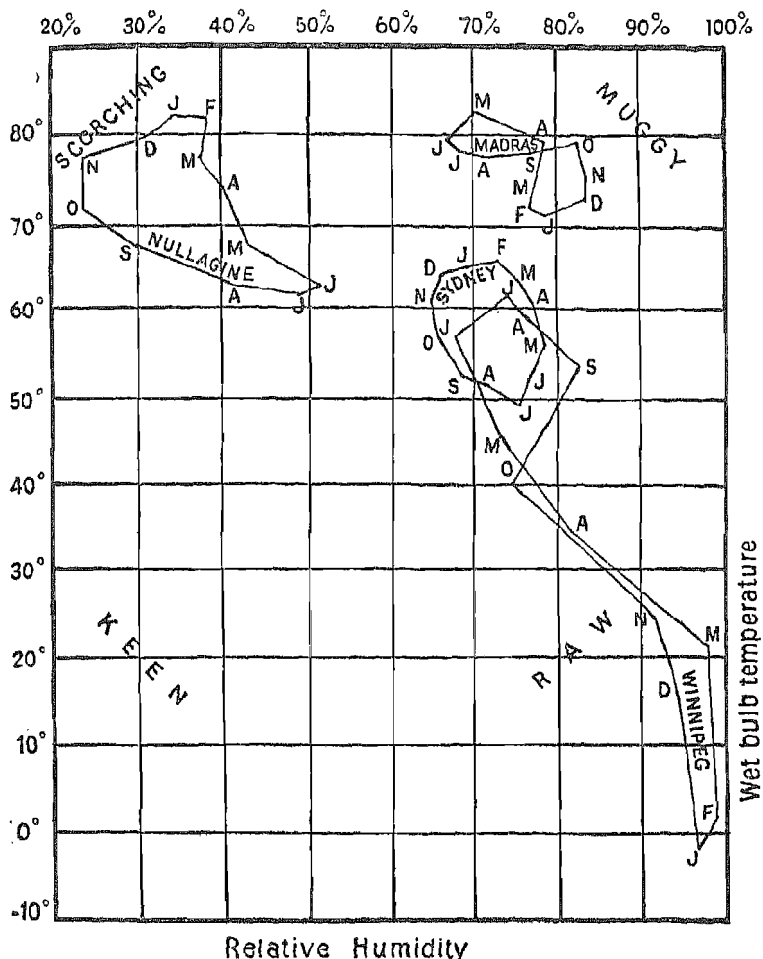 20% 30% 40% 50% 60% 70% 80% 90% 100%
SCORCHING
MUGGY
80°
70°
60°
50°
40°
30°
20°
10°
0°
-10°
J F
D
N M
A
O
S M
NULLAGINE
A J J
M
A O
J MADRAS
J A S
M N
F J D
F
D J M
SYDNEY
N J A
J A
O M
S
S A J
J
M
O
A
N M
D
WINNIPEG
F
J
KEEN
RAW
Wet bulb temperature
Relative Humidity